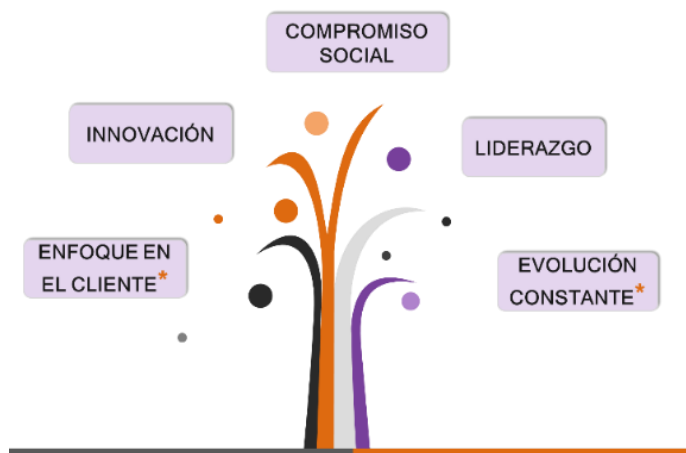 COMPROMISO
SOCIAL
INNOVACIÓN
LIDERAZGO
ENFOQUE EN
EL CLIENTE*
EVOLUCIÓN
CONSTANTE*